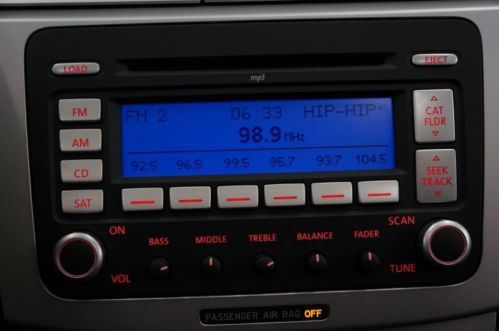 LOAD
EJECT
mp3
FM
AM
CD
SAT
FM 2 06:33 HIP-HIP
98.9 MHz
92.5 96.5 99.5 95.7 93.7 104.5
CAT
FLDR
SEEK
TRACK
ON
VOL
BASS MIDDLE TREBLE BALANCE FADER
SCAN
TUNE
PASSENGER AIR BAG OFF